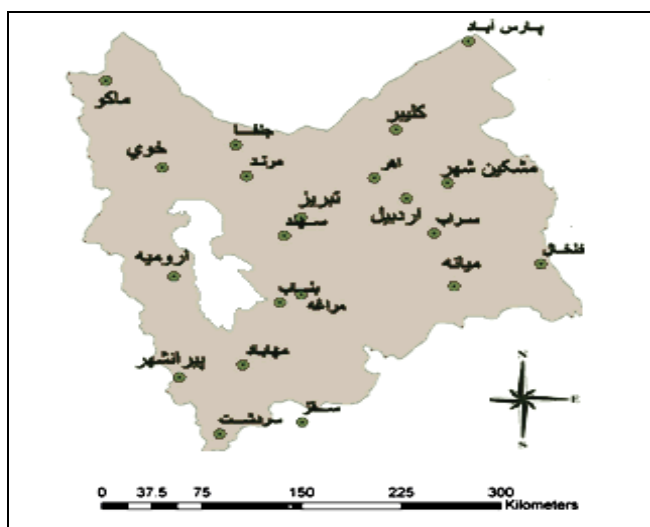 پارس آباد
ماکو
کلیبر
جلفا
خوي
مرند
اهر
مشکین شهر
تبریز
سهند
اردبیل
سرب
خلخال
ارومیه
میانه
بناب
مراغه
مهاباد
پیرانشهر
سقز
سردشت
N
E
S
0 37.5 75 150 225 300
Kilometers